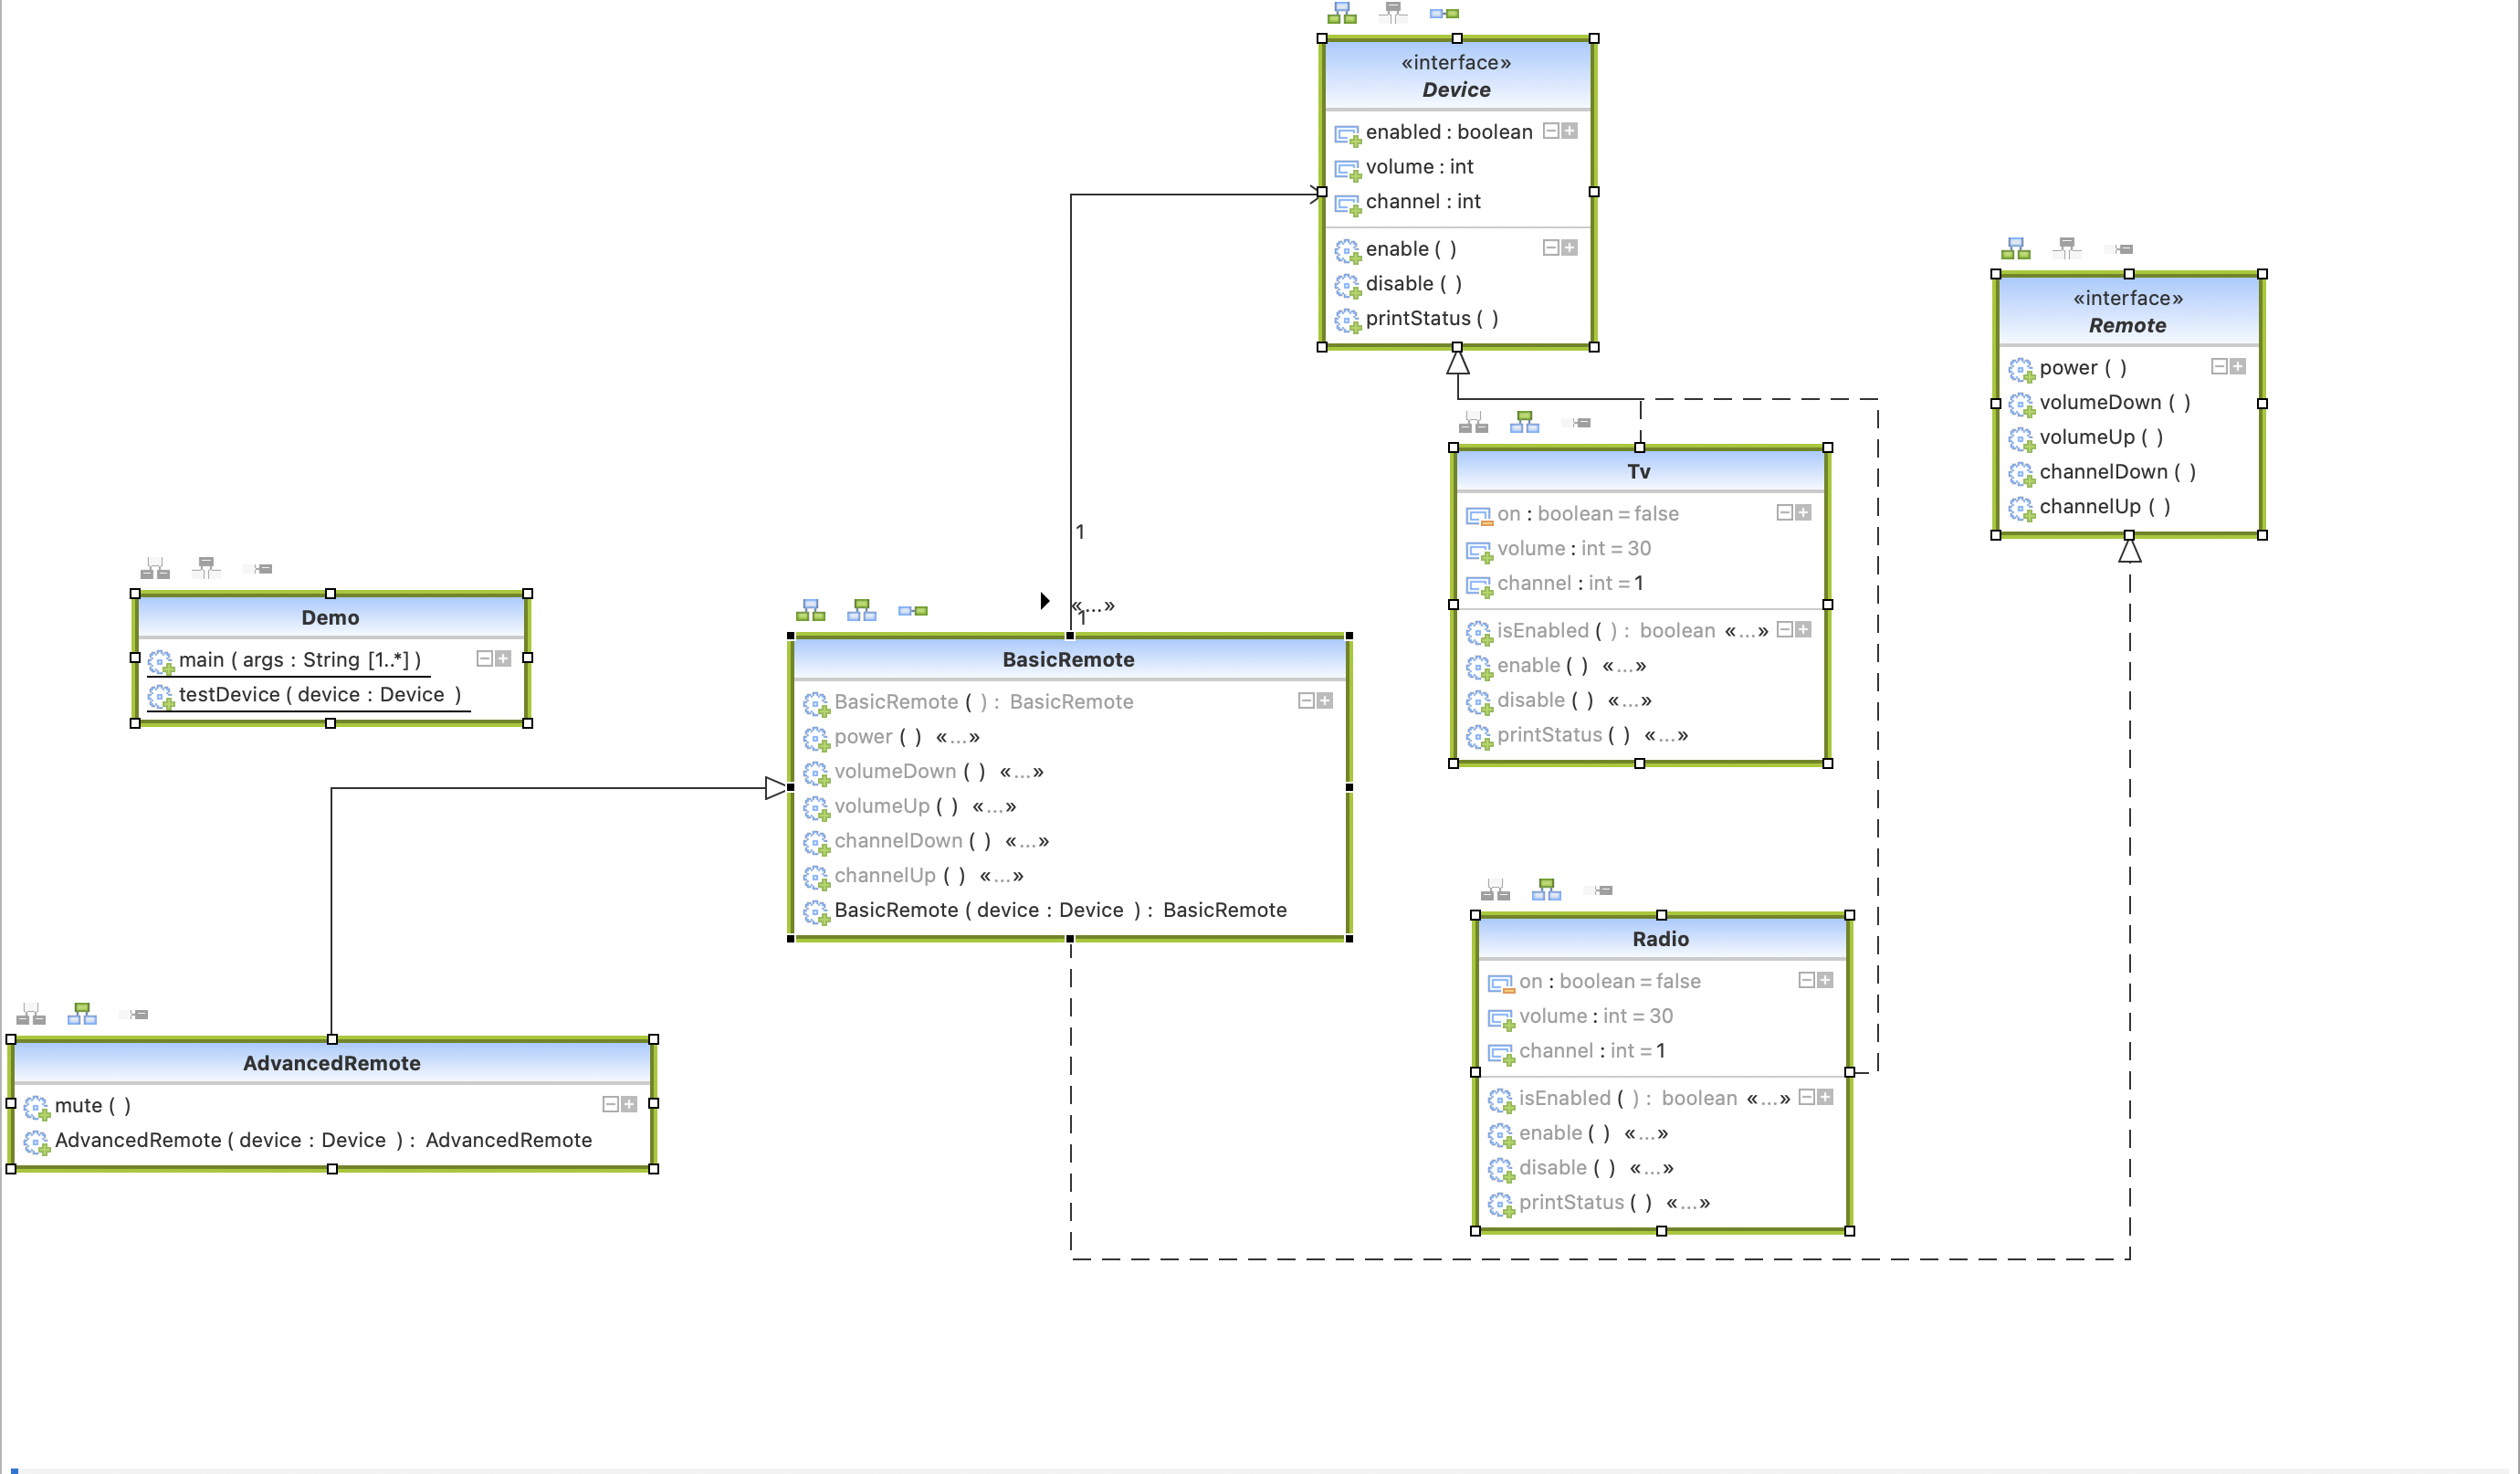 «interface»
Device
enabled : boolean
volume : int
channel : int
enable ( )
disable ( )
printStatus ( )
«interface»
Remote
power ( )
volumeDown ( )
volumeUp ( )
channelDown ( )
channelUp ( )
Tv
on : boolean = false
volume : int = 30
channel : int = 1
isEnabled ( ) : boolean «...»
enable ( ) «...»
disable ( ) «...»
printStatus ( ) «...»
1
«...»
1
Demo
main ( args : String [1..*] )
testDevice ( device : Device )
BasicRemote
BasicRemote ( ) : BasicRemote
power ( ) «...»
volumeDown ( ) «...»
volumeUp ( ) «...»
channelDown ( ) «...»
channelUp ( ) «...»
BasicRemote ( device : Device ) : BasicRemote
Radio
on : boolean = false
volume : int = 30
channel : int = 1
isEnabled ( ) : boolean «...»
enable ( ) «...»
disable ( ) «...»
printStatus ( ) «...»
AdvancedRemote
mute ( )
AdvancedRemote ( device : Device ) : AdvancedRemote